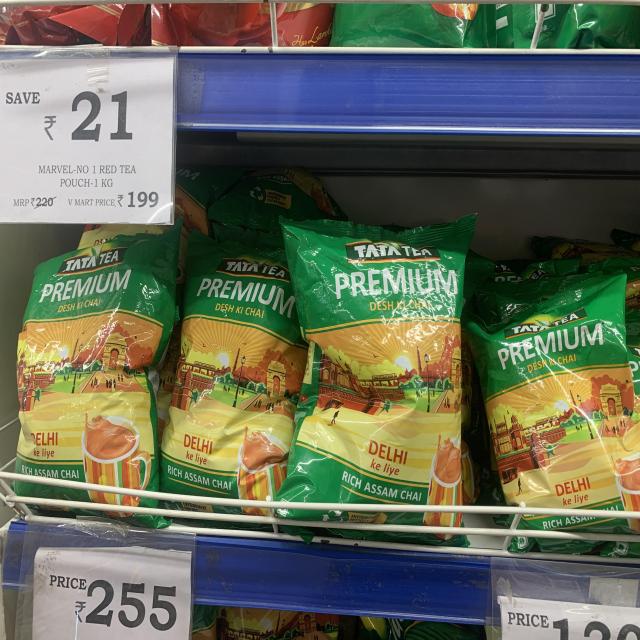 SAVE
₹ 21
MARVEL-NO 1 RED TEA
POUCH-1 KG
MRP ₹ 220 V MART PRICE ₹ 199
TATA TEA
PREMIUM
DESH KI CHAI
DELHI
ke liye
RICH ASSAM CHAI
TATA TEA
PREMIUM
DESH KI CHAI
DELHI
ke liye
RICH ASSAM CHAI
TATA TEA
PREMIUM
DESH KI CHAI
DELHI
ke liye
RICH ASSAM CHAI
TATA TEA
PREMIUM
DESH KI CHAI
DELHI
ke liye
RICH ASSAM
PRICE
₹255
PRICE